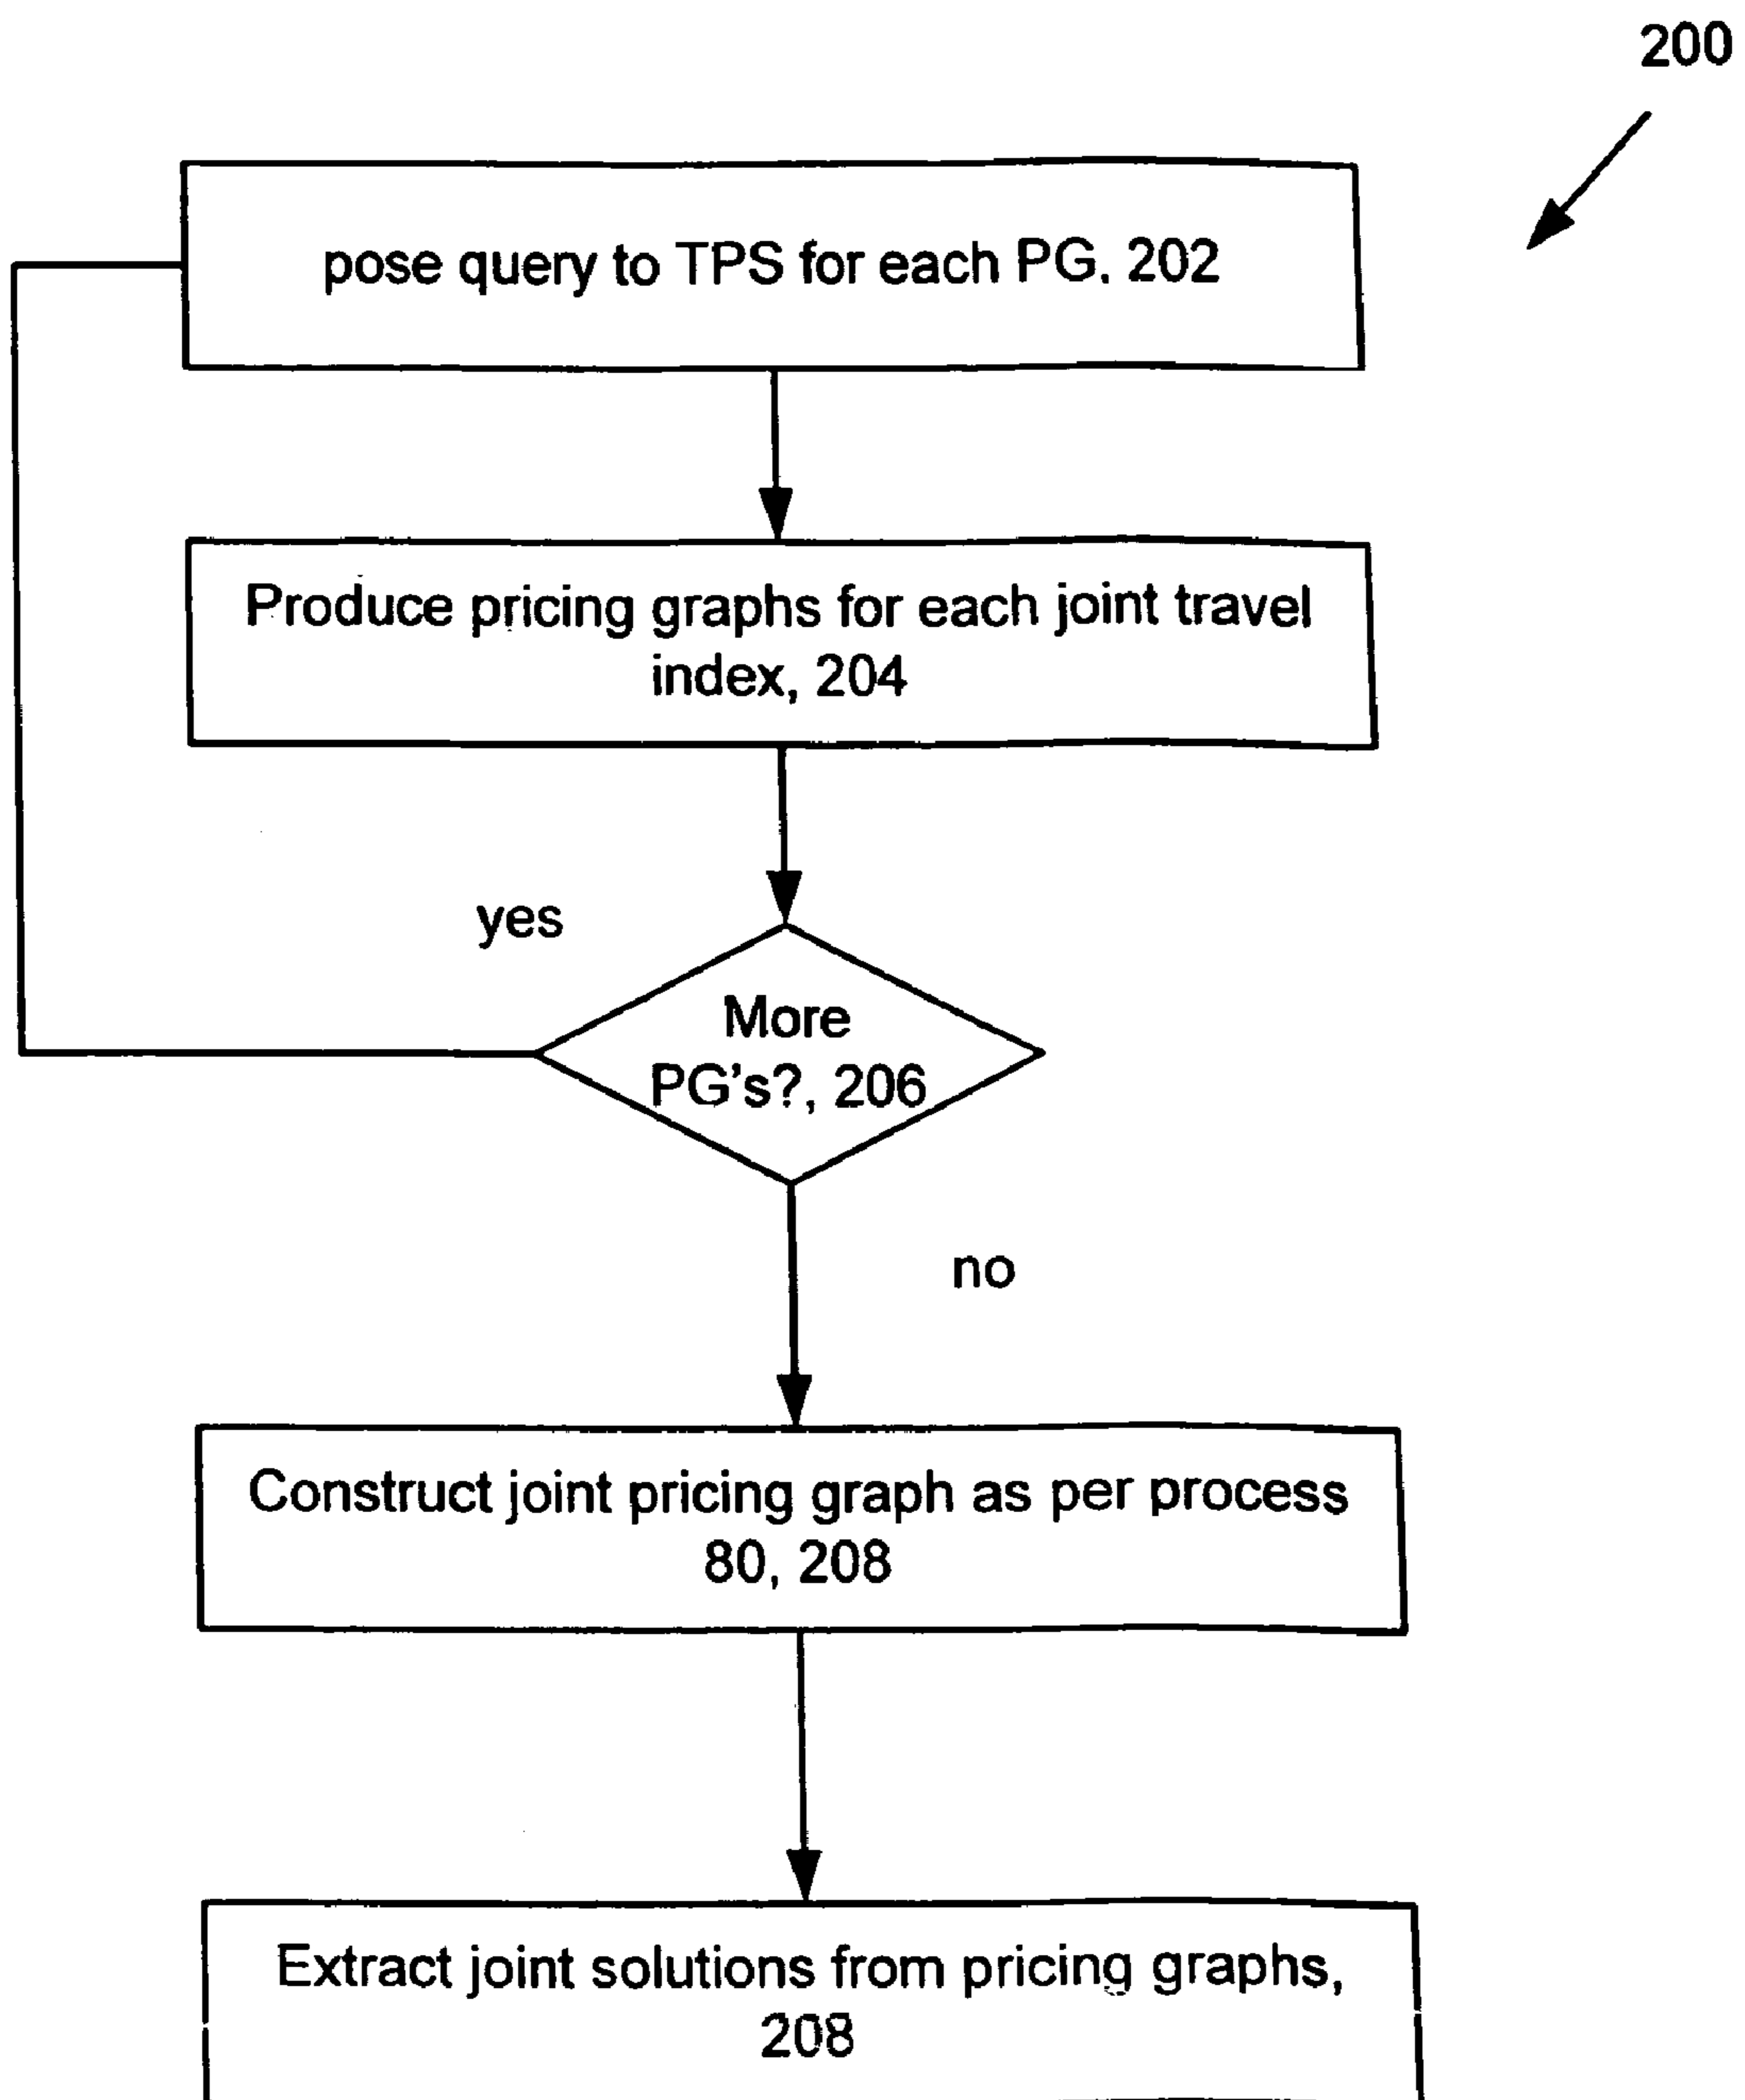 200
pose query to TPS for each PG. 202
Produce pricing graphs for each joint travel
index, 204
yes
More
PG's?, 206
no
Construct joint pricing graph as per process
80, 208
Extract joint solutions from pricing graphs,
208